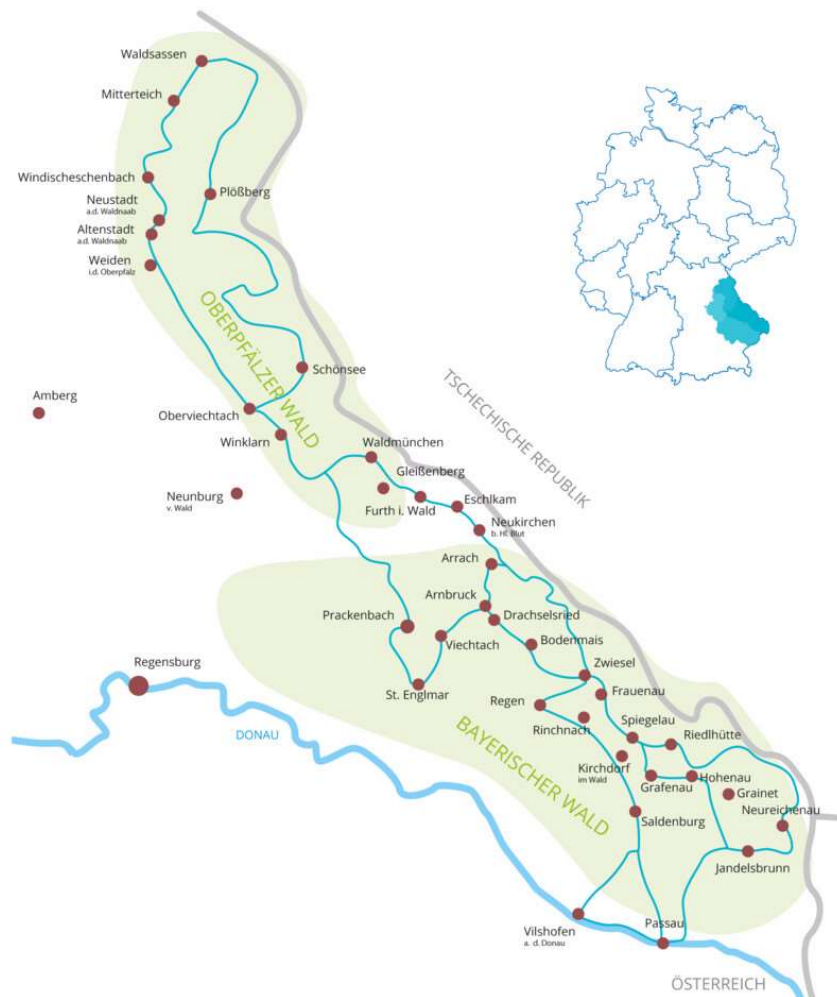 Waldsassen
Mitterteich
Windischeschenbach
Plößberg
Neustadt
a.d. Waldnaab
Altenstadt
a.d. Waldnaab
Weiden
i.d. Oberpfalz
OBERPFÄLZER WALD
Schönsee
Amberg
Oberviechtach
Winklarn
TSCHECHISCHE REPUBLIK
Waldmünchen
Gleißenberg
Neunburg
v. Wald
Furth i. Wald
Eschlkam
Neukirchen
b. Hl. Blut
Arrach
Arnbruck
Prackenbach
Drachselsried
Viechtach
Bodenmais
Regensburg
Zwiesel
St. Englmar
Frauenau
Regen
Rinchnach
Spiegelau
Riedlhütte
DONAU
BAYERISCHER WALD
Kirchdorf
im Wald
Grafenau
Hohenau
Grainet
Neureichenau
Saldenburg
Jandelsbrunn
Vilshofen
a. d. Donau
Passau
ÖSTERREICH